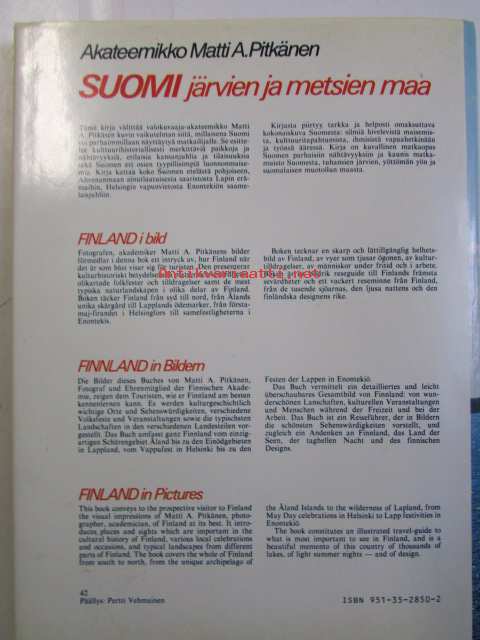 Akateemikko Matti A. Pitkänen
SUOMI järvien ja metsien maa
Tämä kirja välittää valokuvaaja-akateemikko Matti
A. Pitkäsen kuvin vaikutelman siitä, millaisena Suomi
parhaimmillaan näyttäytyy matkailijalle. Se esitte-
lee kulttuurihistoriallisesti merkittäviä paikkoja ja
nähtävyyksiä, erilaisia kansanjuhlia ja tilaisuuksia
sekä Suomen eri osien tyypillisimpiä luonnonmaise-
mia. Kirja kattaa koko Suomen etelästä pohjoiseen,
Ahvenanmaan ainutlaatuisesta saaristosta Lapin erä-
maihin, Helsingin vapunvietosta Enontekiön saame-
laisjuhliin.
Kirjasta piirtyy tarkka ja helposti omaksuttava
kokonaiskuva Suomesta: silmiä hivelevistä maisemis-
ta, kulttuuritapahtumista, ihmisistä vapaahetkinään
ja työssä ääressä. Kirja on kuvallinen matkaopas
Suomen parhaisiin nähtävyyksiin ja kaunis matka-
muisto Suomesta, tuhansien järvien, yöttömän yön ja
suomalaisen muotoilun maasta.
FINLAND i bild
Fotografen, akademiker Matti A. Pitkänens bilder
förmedlar i denna bok ett intryck av, hur Finland när
det är som bäst visar sig för turisten. Den presenterar
kulturhistoriskt betydelsefulla
olikartade folkfester och tilldragelser samt de mest
typiska naturlandskapen i olika delar av Finland.
Boken täcker Finland från syd till nord, från Ålands
unika skärgård till Lapplands ödemarker, från första-
maj-firandet i Helsingfors till samefestligheterna i
Enontekis.
Boken tecknar en skarp och lättillgänglig helhets-
bild av Finland; av vyer som tjusar ögonen, av kultur-
tilldragelser, av människor under fritid och i arbete.
rik reseguide till Finlands främsta
sevärdheter och ett vackert reseminne från Finland,
från de tusende sjöarnas, den ljusa nattens och den
finländska designens rike.
www.antikvariaatti.net
FINNLAND in Bildern
Die Bilder dieses Buches von Matti A. Pitkänen,
Fotograf und Ehrenmitglied der Finnischen Akade-
mie, zeigen dem Touristen, wie er Finnland am besten
kennenlernen kann. Es werden kulturgeschichtlich
wichtige Orte und Sehenswürdigkeiten, verschiedene
Volksfeste und Veranstaltungen sowie die typischsten
Landschaften in den verschiedenen Landesteilen vor-
gestellt. Das Buch umfasst ganz Finnland vom einzig-
artigen Schärengebiet Åland bis zu den Einödgebieten
in Lappland, vom Vappufest in Helsinki bis zu den
Festen der Lappen in Enontekiö.
Das Buch vermittelt ein detailliertes und leicht
überschaubares Gesamtbild von Finnland: von wun-
derschönen Lanschaften, kulturellen Veranstaltungen
und Menschen während der Freizeit und bei der
Arbeit. Das Buch ist ein Reiseführer, der in Bildern
die schönsten Sehenswürdigkeiten vorstellt, und
zugleich ein Andenken an Finnland, das Land der
Seen, der taghellen Nacht und des finnischen
Designs.
FINLAND in Pictures
This book conveys to the prospective visitor to Finland
the visual impressions of Matti A. Pitkänen, photo-
grapher, academician, of Finland at its best. It intro-
duces places and sights which are important in the
cultural history of Finland, various local celebrations
and occasions, and typical landscapes from different
parts of Finland. The book covers the whole of Finland
from south to north, from the unique archipelago of
the Åland Islands to the wilderness of Lapland, from
May Day celebrations in Helsinki to Lapp festivities in
Enontekiö.
The book constitutes an illustrated travel-guide to
what is most important to see in Finland, and is a
beautiful memento of this country of thousands of
lakes, of light summer nights — and of design.
42
Päällys: Pertti Vehmainen
ISBN 951-35-2850-2